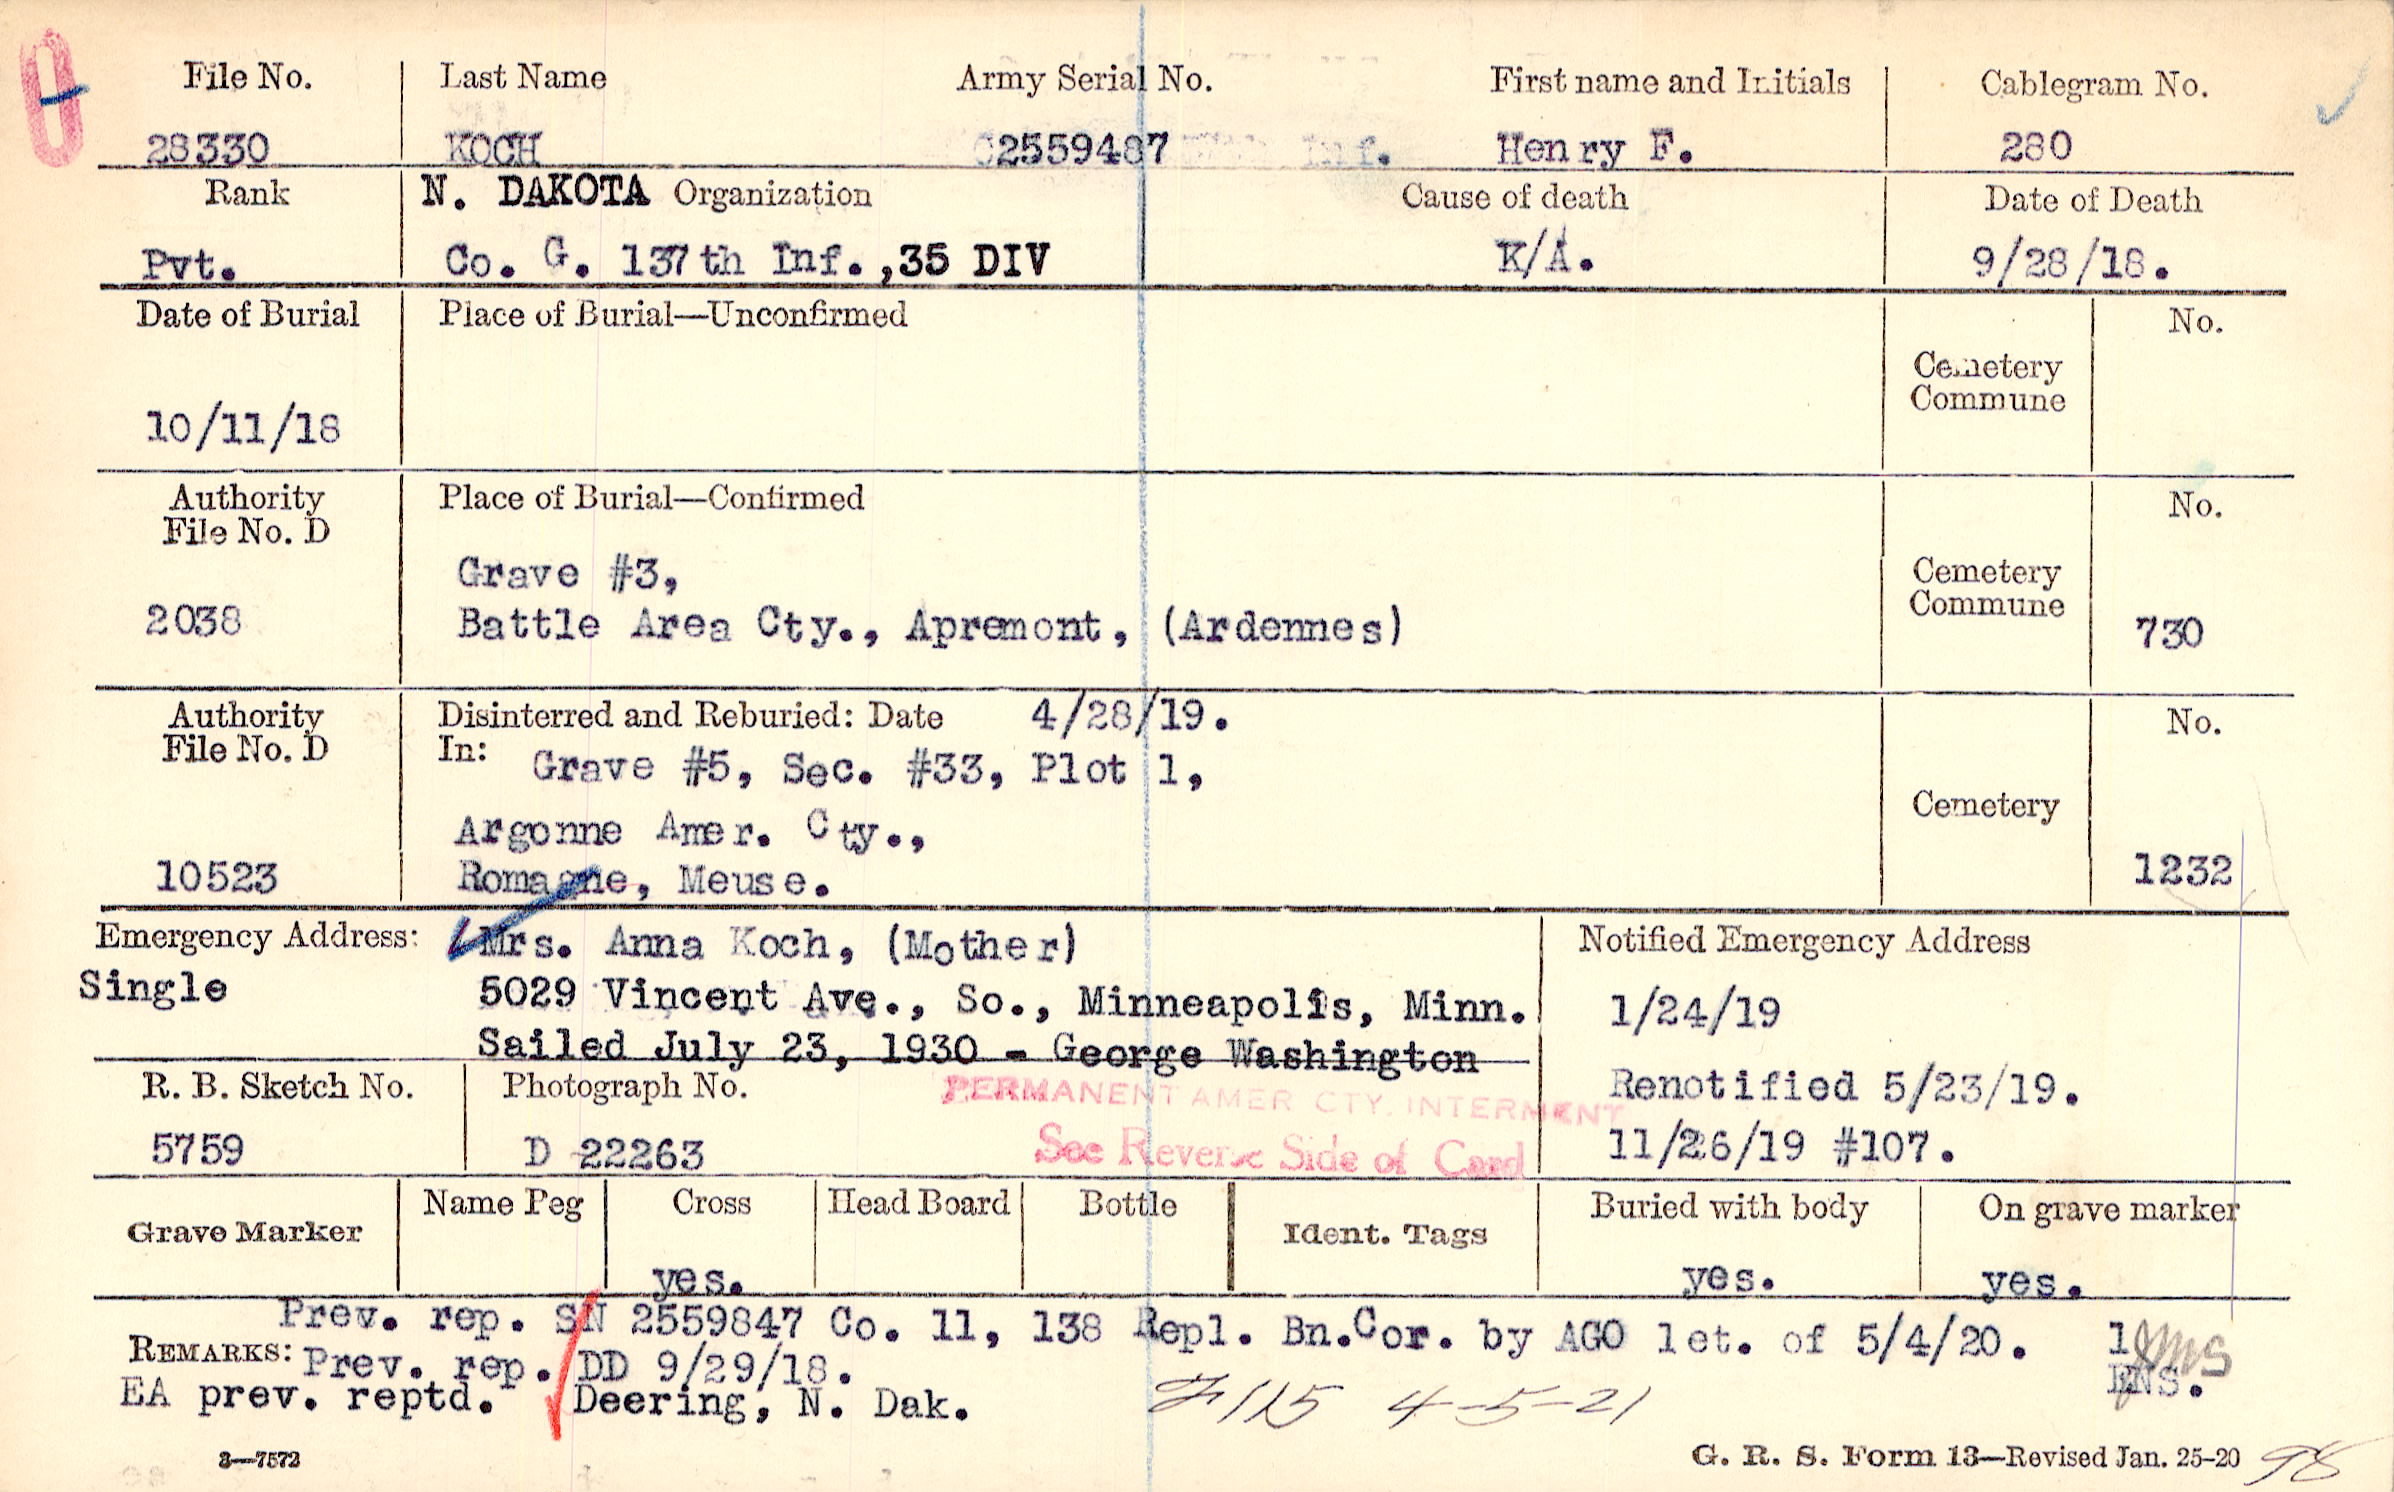 File No. Last Name Army Serial No. First name and Initials Cablegram No.
28330 KOCH 2559487 Inf. Henry F. 280
Rank N. DAKOTA Organization Cause of death Date of Death
Pvt. Co. G. 137th Inf.,35 DIV K/A. 9/28/18.
Date of Burial Place of Burial—Unconfirmed No.
Cemetery
Commune
10/11/18
Authority Place of Burial—Confirmed No.
File No. D
Grave #3,
Cemetery
Commune
2038 Battle Area Cty., Apremont, (Ardennes) 730
Authority Disinterred and Reburied: Date 4/28/19. No.
File No. D In: Grave #5, Sec. #33, Plot 1,
Cemetery
Argonne Amer. Cty.,
10523 Romagne, Meuse. 1232
Emergency Address: Mrs. Anna Koch, (Mother) Notified Emergency Address
Single 5029 Vincent Ave., So., Minneapolis, Minn. 1/24/19
Sailed July 23, 1930 - George Washington
R. B. Sketch No. Photograph No. PERMANENT AMER CTY. INTERMENT Renotified 5/23/19.
5759 D 22263 See Reverse Side of Card 11/26/19 #107.
Grave Marker Name Peg Cross Head Board Bottle Ident. Tags Buried with body On grave marker
yes. yes. yes.
Prev. rep. SN 2559847 Co. 11, 138 Repl. Bn.Cor. by AGO let. of 5/4/20. 1
REMARKS: Prev. rep. DD 9/29/18. ENS.
EA prev. reptd. Deering, N. Dak. 4-5-21
3—7572 G. R. S. Form 13—Revised Jan. 25-20 98